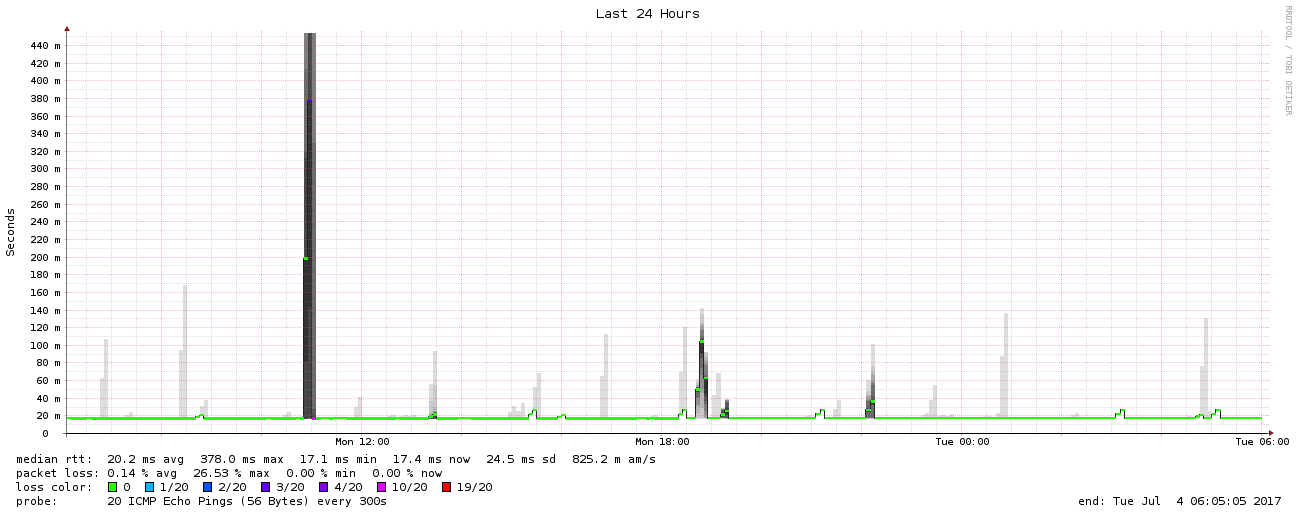 Last 24 Hours
RRDTOOL / TOBI OETIKER
Seconds
440 m
420 m
400 m
380 m
360 m
340 m
320 m
300 m
280 m
260 m
240 m
220 m
200 m
180 m
160 m
140 m
120 m
100 m
80 m
60 m
40 m
20 m
0
Mon 12:00 Mon 18:00 Tue 00:00 Tue 06:00
median rtt: 20.2 ms avg 378.0 ms max 17.1 ms min 17.4 ms now 24.5 ms sd 825.2 m am/s
packet loss: 0.14 % avg 26.53 % max 0.00 % min 0.00 % now
loss color: 0 1/20 2/20 3/20 4/20 10/20 19/20
probe: 20 ICMP Echo Pings (56 Bytes) every 300s end: Tue Jul 4 06:05:05 2017